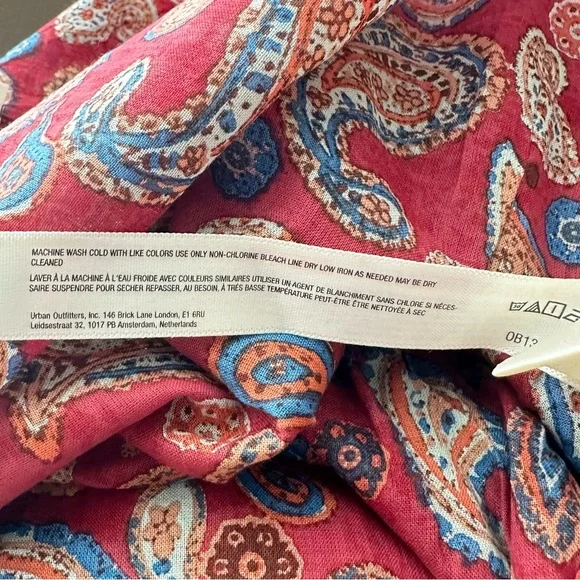 MACHINE WASH COLD WITH LIKE COLORS USE ONLY NON-CHLORINE BLEACH LINE DRY LOW IRON AS NEEDED MAY BE DRY
CLEANED
LAVER À LA MACHINE À L'EAU FROIDE AVEC COULEURS SIMILAIRES UTILISER UN AGENT DE BLANCHIMENT SANS CHLORE SI NÉCES-
SAIRE SUSPENDRE POUR SECHER REPASSER, AU BESOIN, À TRÉS BASSE TEMPÉRATURE PEUT-ÊTRE ÊTRE NETTOYÉE À SEC
Urban Outfitters, Inc. 146 Brick Lane London, E1 6RU
Leidsestraat 32, 1017 PB Amsterdam, Netherlands